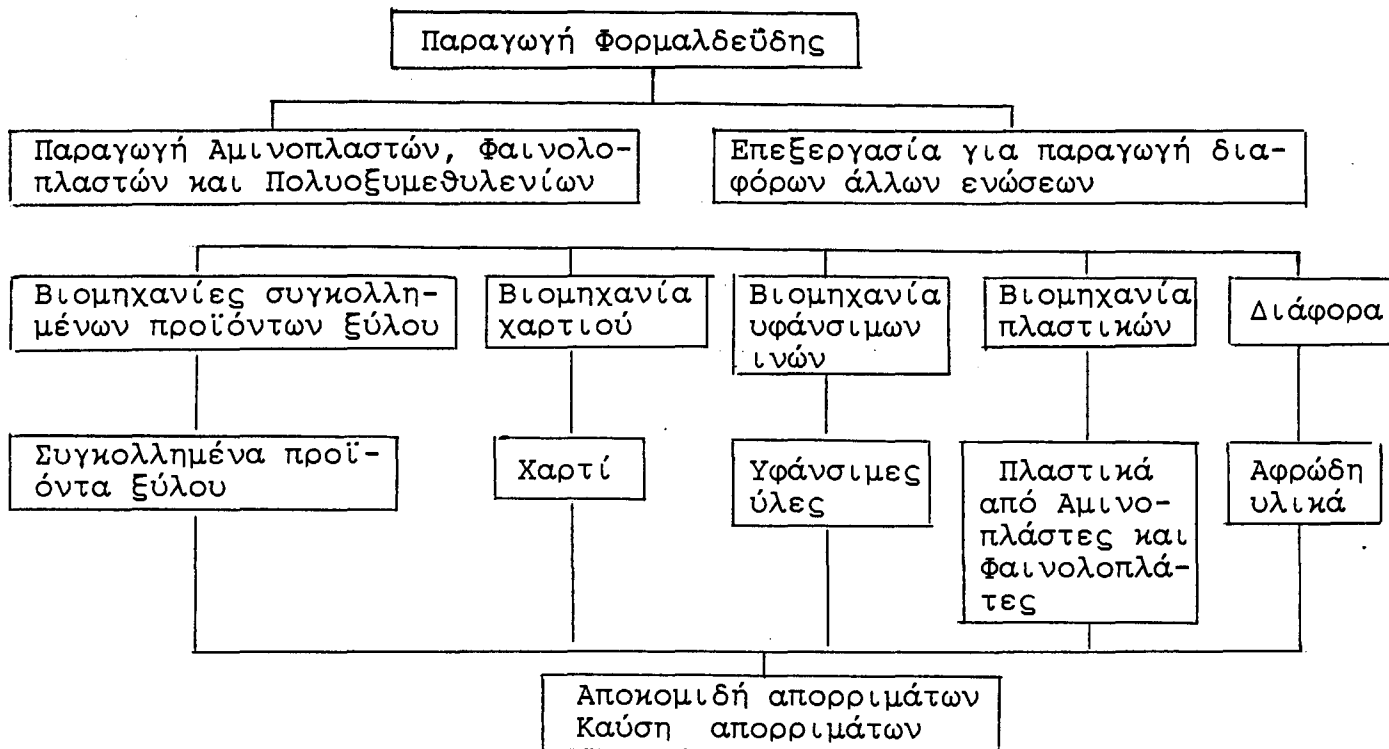 Παραγωγή Φορμαλδεΰδης
Παραγωγή Αμινοπλαστών, Φαινολο-
πλαστών και Πολυοξυμεθυλενίων
Επεξεργασία για παραγωγή δια-
φόρων άλλων ενώσεων
Βιομηχανίες συγκολλη-
μένων προϊόντων ξύλου
Βιομηχανία
χαρτιού
Βιομηχανία
υφάνσιμων
ινών
Βιομηχανία
πλαστικών
Διάφορα
Συγκολλημένα προϊ-
όντα ξύλου
Χαρτί
Υφάνσιμες
ύλες
Πλαστικά
από Αμινο-
πλάστες και
Φαινολοπλά-
τες
Αφρώδη
υλικά
Αποκομιδή απορριμάτων
Καύση απορριμάτων